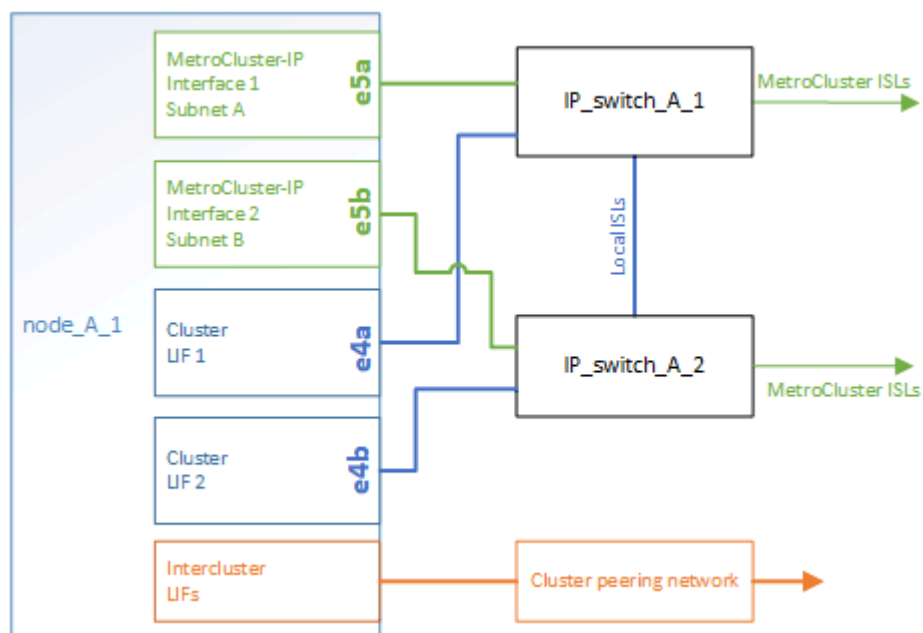 node_A_1
MetroCluster-IP
Interface 1
Subnet A
e5a
MetroCluster-IP
Interface 2
Subnet B
e5b
Cluster
LIF 1
e4a
Cluster
LIF 2
e4b
Intercluster
LIFs
IP_switch_A_1
MetroCluster ISLs
Local ISLs
IP_switch_A_2
MetroCluster ISLs
Cluster peering network